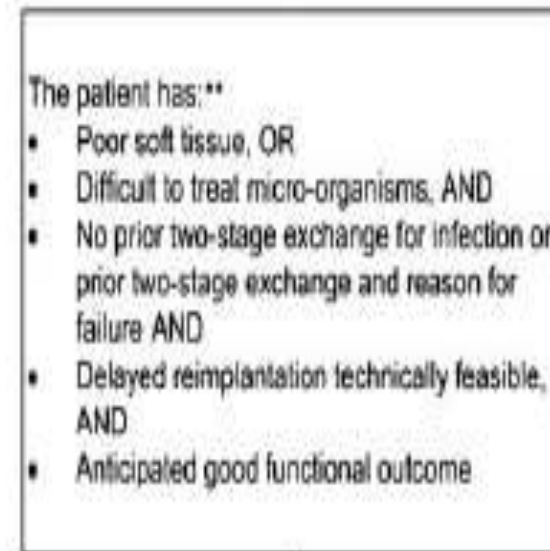 The patient has:**
• Poor soft tissue, OR
• Difficult to treat micro-organisms, AND
• No prior two-stage exchange for infection or
prior two-stage exchange and reason for
failure AND
• Delayed reimplantation technically feasible,
AND
• Anticipated good functional outcome